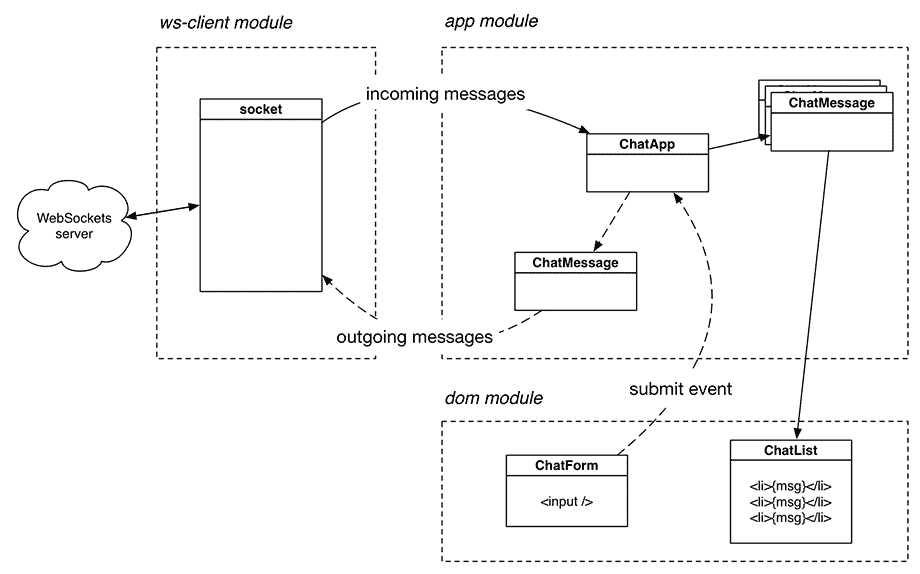 ws-client module
app module
incoming messages
socket
ChatMessage
ChatApp
WebSockets
server
ChatMessage
outgoing messages
submit event
dom module
ChatForm
<input />
ChatList
<li>{msg}</li>
<li>{msg}</li>
<li>{msg}</li>